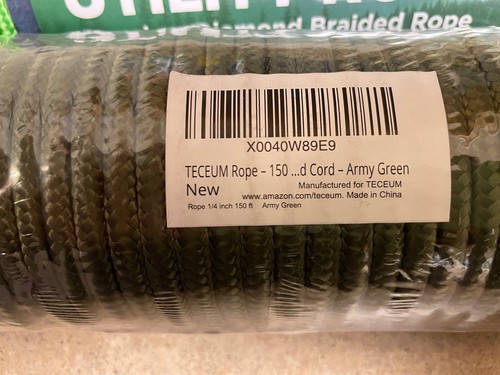 Diamond Braided Rope
X0040W89E9
TECEUM Rope – 150 ...d Cord – Army Green
New
Manufactured for TECEUM
www.amazon.com/teceum. Made in China
Rope 1/4 inch 150 ft Army Green